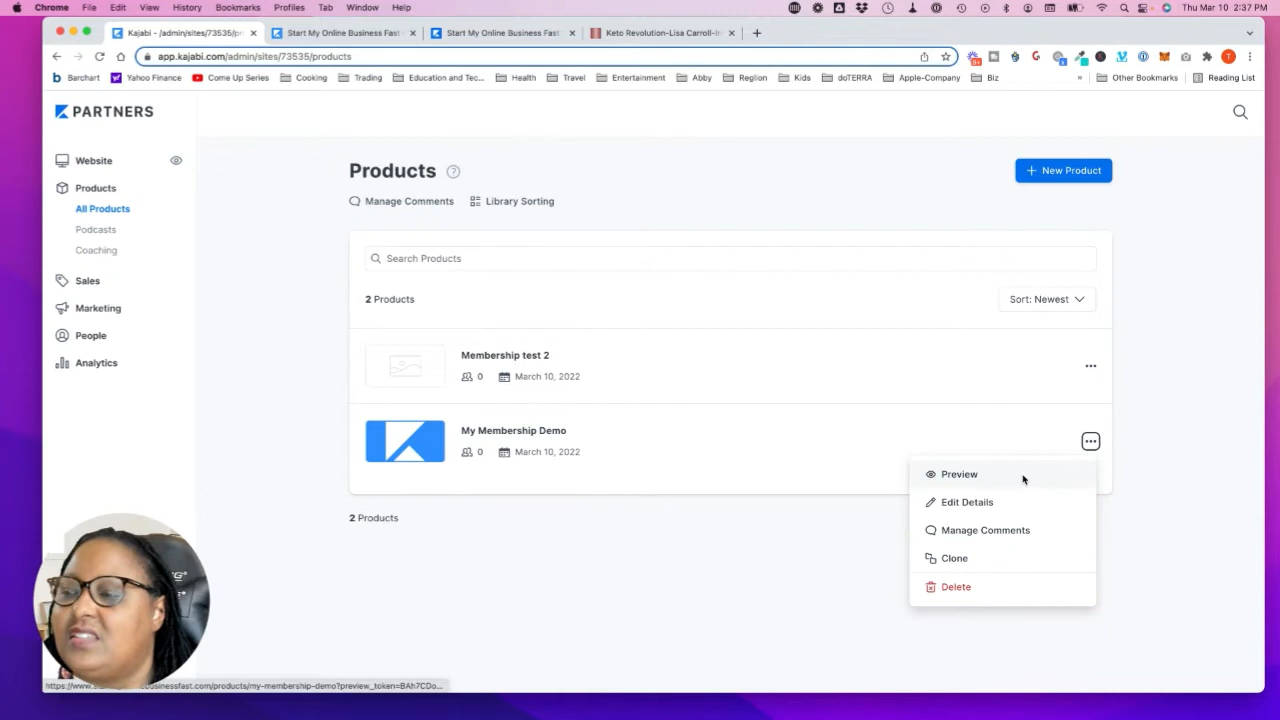 Chrome File Edit View History Bookmarks Profiles Tab Window Help Thu Mar 10 2:37 PM
Kajabi - /admin/sites/73535/pr Start My Online Business Fast Start My Online Business Fast Keto Revolution-Lisa Carroll-In
app.kajabi.com/admin/sites/73535/products
Barchart Yahoo Finance Come Up Series Cooking Trading Education and Tec... Health Travel Entertainment Abby Region Kids doTERRA Apple-Company Biz » Other Bookmarks Reading List
PARTNERS
Website
Products
All Products
Podcasts
Coaching
Sales
Marketing
People
Analytics
Products
New Product
Manage Comments Library Sorting
Search Products
2 Products
Sort: Newest
Membership test 2
0 March 10, 2022
My Membership Demo
0 March 10, 2022
Preview
Edit Details
Manage Comments
Clone
Delete
2 Products